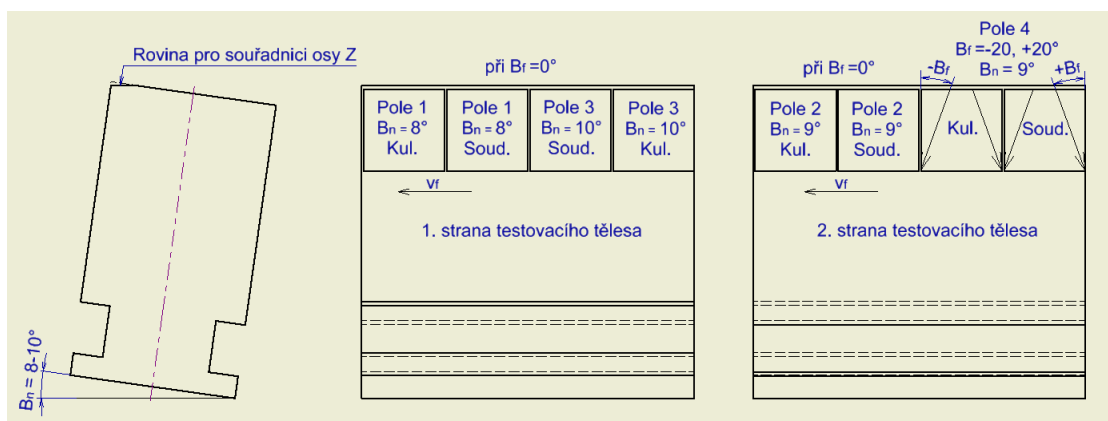 Rovina pro souřadnici osy Z
Bn = 8-10°
při Bf =0°
Pole 1
Bn = 8°
Kul.
Pole 1
Bn = 8°
Soud.
Pole 3
Bn = 10°
Soud.
Pole 3
Bn = 10°
Kul.
vf
1. strana testovacího tělesa
při Bf =0°
Pole 4
Bf =-20, +20°
Bn = 9°
-Bf
+Bf
Pole 2
Bn = 9°
Kul.
Pole 2
Bn = 9°
Soud.
Kul.
Soud.
vf
2. strana testovacího tělesa